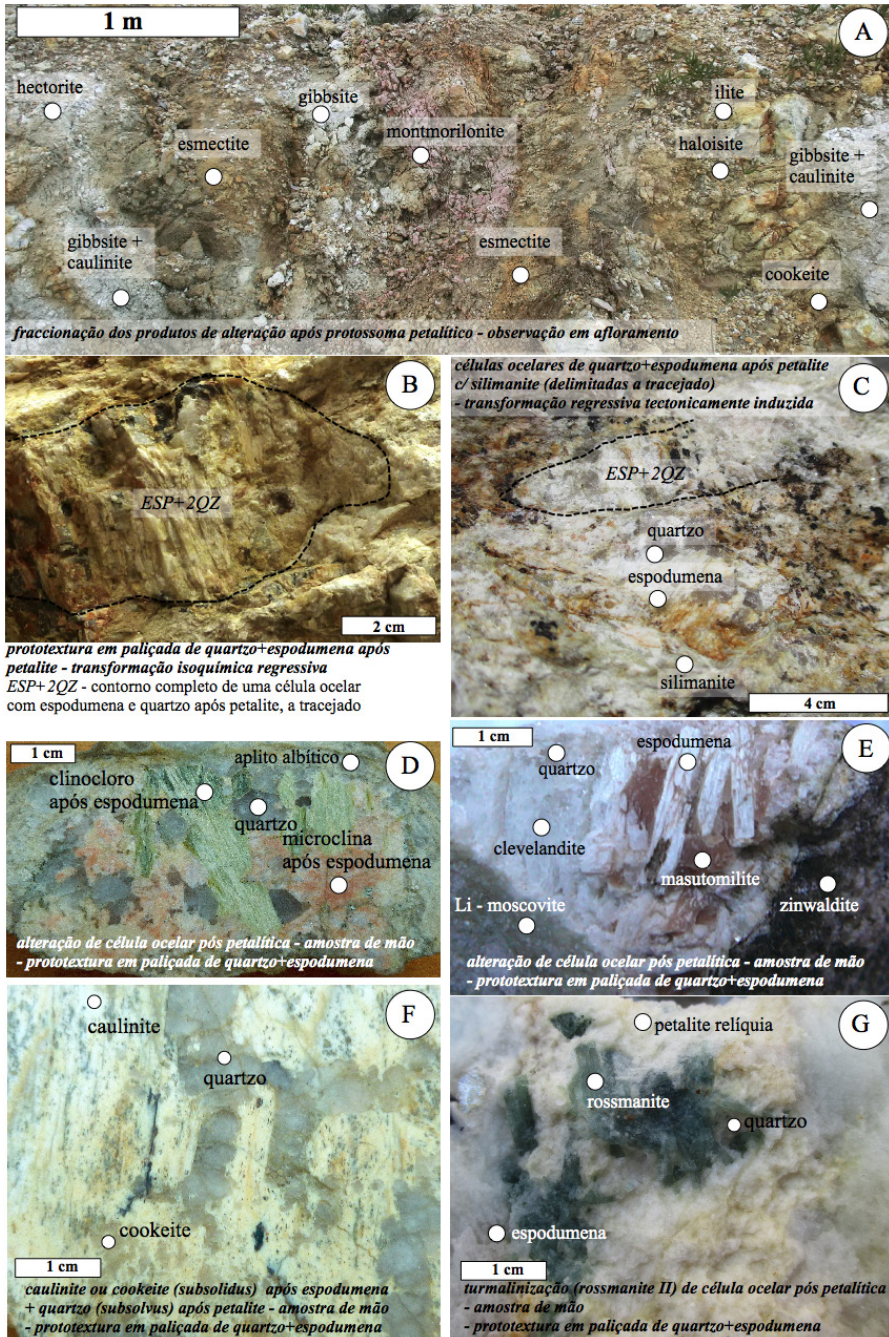 1 m
A
hectorite
gibbsite
ilite
esmectite
montmorilonite
haloisite
gibbsite +
caulinite
gibbsite +
caulinite
esmectite
cookeite
fraccionação dos produtos de alteração após protossoma petalítico - observação em afloramento
B
ESP+2QZ
2 cm
prototextura em paliçada de quartzo+espodumena após
petalite - transformação isoquímica regressiva
ESP+2QZ - contorno completo de uma célula ocelar
com espodumena e quartzo após petalite, a tracejado
células ocelares de quartzo+espodumena após petalite
c/ silimanite (delimitadas a tracejado)
- transformação regressiva tectonicamente induzida
C
ESP+2QZ
quartzo
espodumena
silimanite
4 cm
1 cm
D
aplito albítico
clinocloro
após espodumena
quartzo
microclina
após espodumena
alteração de célula ocelar pós petalítica - amostra de mão
- prototextura em paliçada de quartzo+espodumena
1 cm
espodumena
E
quartzo
clevelandite
masutomilite
Li - moscovite
zinwaldite
alteração de célula ocelar pós petalítica - amostra de mão
- prototextura em paliçada de quartzo+espodumena
F
caulinite
quartzo
cookeite
1 cm
caulinite ou cookeite (subsolidus) após espodumena
+ quartzo (subsolvus) após petalite - amostra de mão
- prototextura em paliçada de quartzo+espodumena
G
petalite relíquia
rossmanite
quartzo
espodumena
1 cm
turmalinização (rossmanite II) de célula ocelar pós petalítica
- amostra de mão
- prototextura em paliçada de quartzo+espodumena